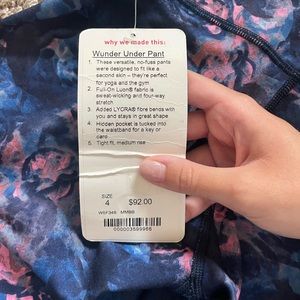 why we made this:
Wunder Under Pant
1. These versatile, no-fuss pants
were designed to fit like a
second skin – they're perfect
for yoga and the gym
2. Full-On Luon® fabric is
sweat-wicking and four-way
stretch
3. Added LYCRA® fibre bends with
you and stays in great shape
4. Hidden pocket is tucked into
the waistband for a key or
card
5. Tight fit, medium rise
SIZE
4 $92.00
W5F34S MMBB
000003599966